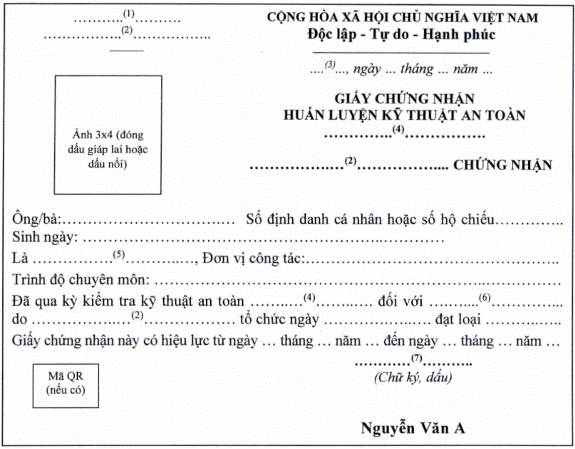 ............(1)............
................(2)................
CỘNG HÒA XÃ HỘI CHỦ NGHĨA VIỆT NAM
Độc lập - Tự do - Hạnh phúc
....(3)..., ngày ... tháng ... năm ...
Ảnh 3x4 (đóng
dấu giáp lai hoặc
dấu nổi)
GIẤY CHỨNG NHẬN
HUẤN LUYỆN KỸ THUẬT AN TOÀN
............(4)................
................(2)................. CHỨNG NHẬN
Ông/bà:............................. Số định danh cá nhân hoặc số hộ chiếu.............
Sinh ngày: .......................................................
Là ................(5)............, Đơn vị công tác:.......................................
Trình độ chuyên môn: ..................................................................
Đã qua kỳ kiểm tra kỹ thuật an toàn ..........(4)......... đối với .........(6)..............
do ................(2)................ tổ chức ngày .................... đạt loại ...............
Giấy chứng nhận này có hiệu lực từ ngày ... tháng ... năm ... đến ngày ... tháng ... năm ...
............(7)..........
(Chữ ký, dấu)
Mã QR
(nếu có)
Nguyễn Văn A